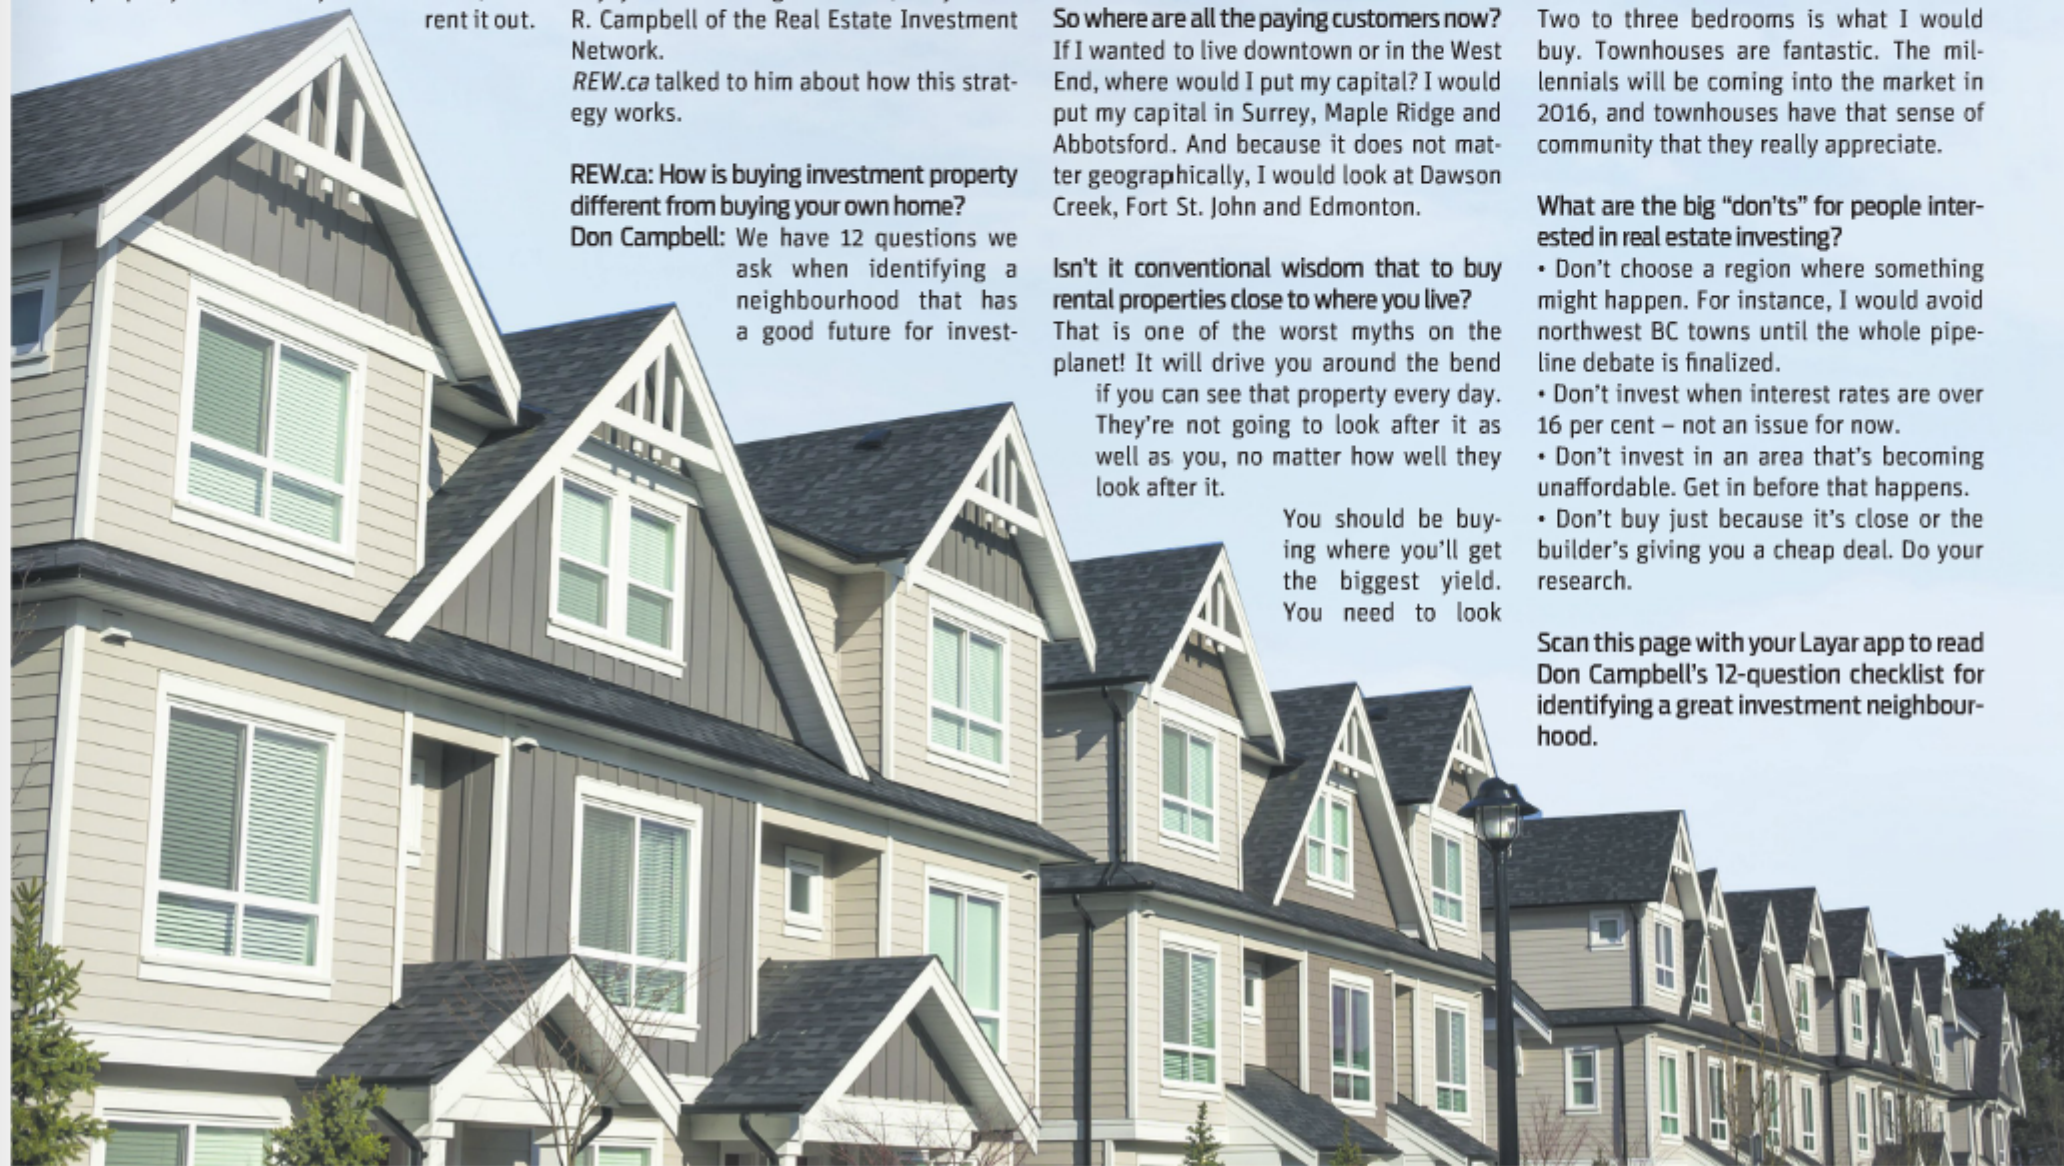 rent it out.
R. Campbell of the Real Estate Investment
Network.
REW.ca talked to him about how this strat-
egy works.
REW.ca: How is buying investment property
different from buying your own home?
Don Campbell: We have 12 questions we
ask when identifying a
neighbourhood that has
a good future for invest-
So where are all the paying customers now?
If I wanted to live downtown or in the West
End, where would I put my capital? I would
put my capital in Surrey, Maple Ridge and
Abbotsford. And because it does not mat-
ter geographically, I would look at Dawson
Creek, Fort St. John and Edmonton.
Isn't it conventional wisdom that to buy
rental properties close to where you live?
That is one of the worst myths on the
planet! It will drive you around the bend
if you can see that property every day.
They're not going to look after it as
well as you, no matter how well they
look after it.
You should be buy-
ing where you'll get
the biggest yield.
You need to look
Two to three bedrooms is what I would
buy. Townhouses are fantastic. The mil-
lennials will be coming into the market in
2016, and townhouses have that sense of
community that they really appreciate.
What are the big “don'ts” for people inter-
ested in real estate investing?
• Don't choose a region where something
might happen. For instance, I would avoid
northwest BC towns until the whole pipe-
line debate is finalized.
• Don't invest when interest rates are over
16 per cent – not an issue for now.
• Don't invest in an area that's becoming
unaffordable. Get in before that happens.
• Don't buy just because it's close or the
builder's giving you a cheap deal. Do your
research.
Scan this page with your Layar app to read
Don Campbell's 12-question checklist for
identifying a great investment neighbour-
hood.